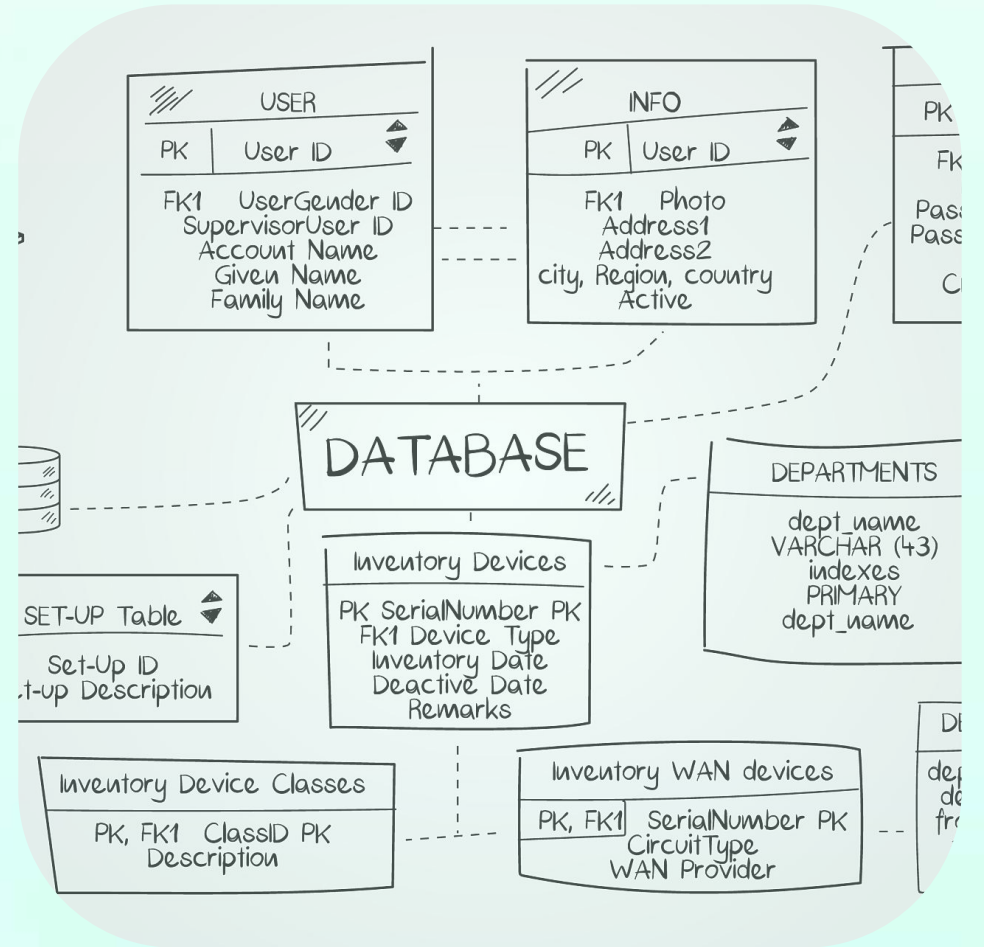 USER
PK User ID
FK1 UserGender ID
SupervisorUser ID
Account Name
Given Name
Family Name
INFO
PK User ID
FK1 Photo
Address1
Address2
city, Region, country
Active
PK
FK
DATABASE
DEPARTMENTS
dept_name
VARCHAR (43)
indexes
PRIMARY
dept_name
SET-UP Table
Set-Up ID
Description
Inventory Devices
PK SerialNumber PK
FK1 Device Type
Inventory Date
Deactive Date
Remarks
Inventory Device Classes
PK, FK1 ClassID PK
Description
Inventory WAN devices
PK, FK1 SerialNumber PK
CircuitType
WAN Provider